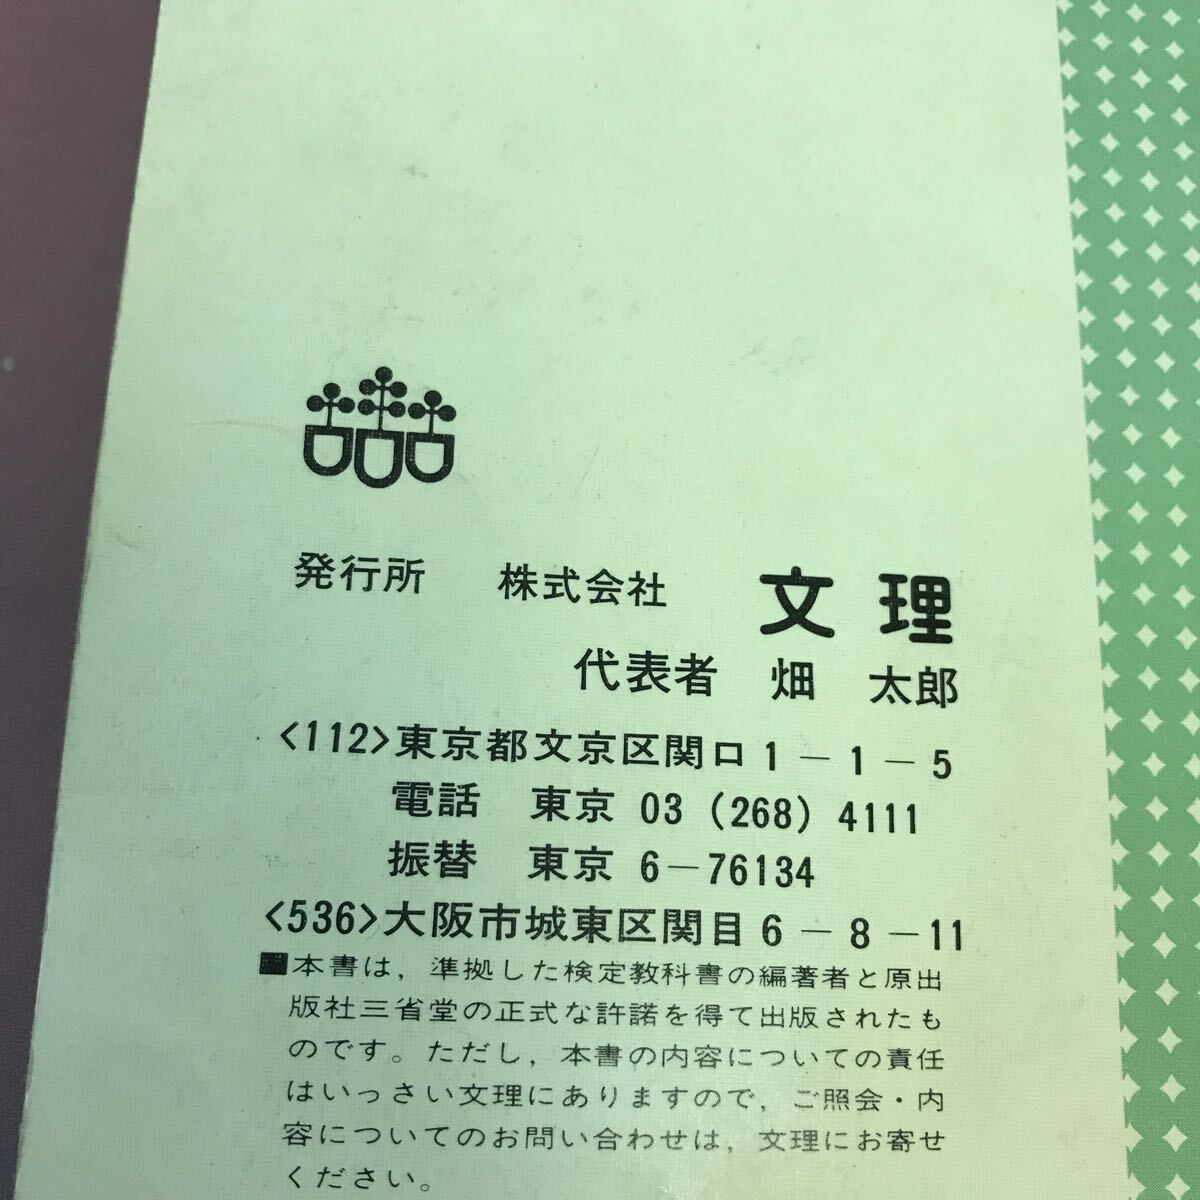 発行所 株式会社 文理
代表者 畑 太郎
<112>東京都文京区関口1-1-5
電話 東京 03 (268) 4111
振替 東京 6-76134
<536>大阪市城東区関目6-8-11
■本書は，準拠した検定教科書の編著者と原出
版社三省堂の正式な許諾を得て出版されたも
のです。ただし，本書の内容についての責任
はいっさい文理にありますので，ご照会・内
容についてのお問い合わせは，文理にお寄せ
ください。